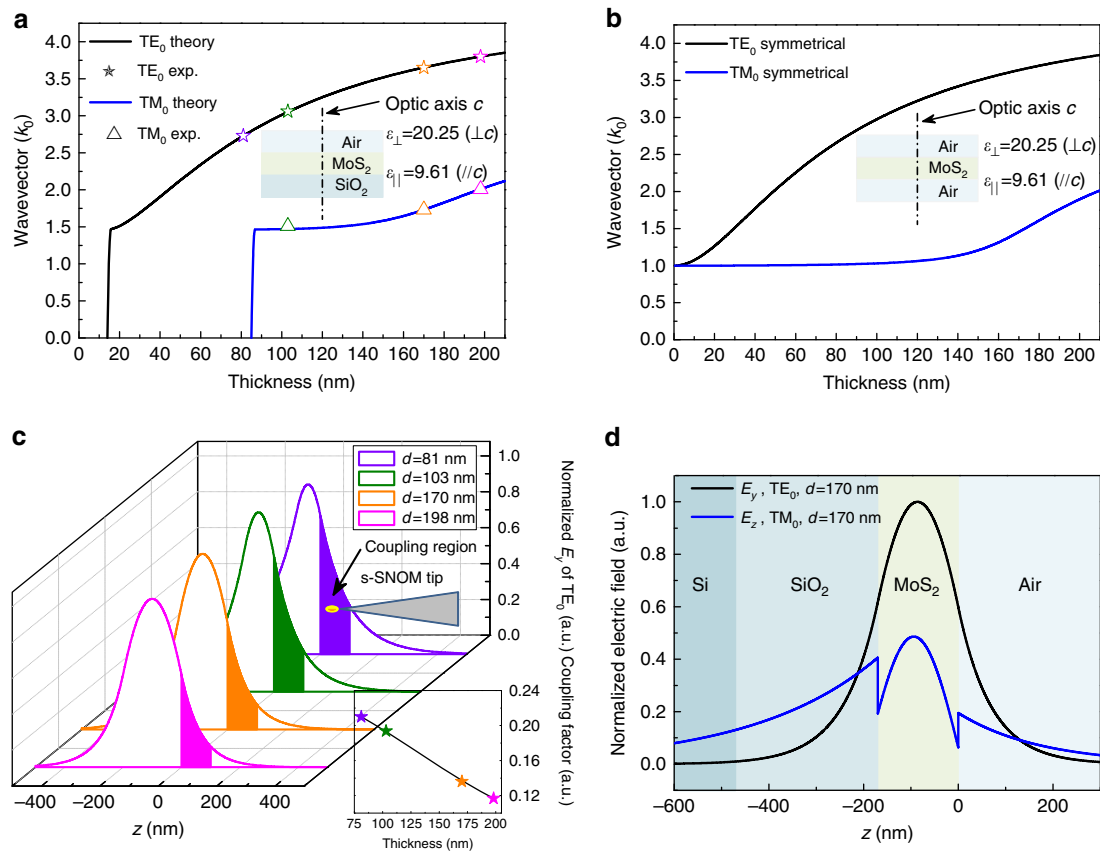 a
Wavevector (k0)
4.0
3.5
3.0
2.5
2.0
1.5
1.0
0.5
0.0
TE0 theory
TE0 exp.
TM0 theory
TM0 exp.
Optic axis c
Air
MoS2
SiO2
ε⊥=20.25 (⊥c)
ε||=9.61 (//c)
0 20 40 60 80 100 120 140 160 180 200
Thickness (nm)
b
Wavevector (k0)
4.0
3.5
3.0
2.5
2.0
1.5
1.0
0.5
0.0
TE0 symmetrical
TM0 symmetrical
Optic axis c
Air
MoS2
Air
ε⊥=20.25 (⊥c)
ε||=9.61 (//c)
0 20 40 60 80 100 120 140 160 180 200
Thickness (nm)
c
d=81 nm
d=103 nm
d=170 nm
d=198 nm
Coupling region
s-SNOM tip
1.0
0.8
0.6
0.4
0.2
0.0
Normalized Ey of TE0 (a.u.)
0.24
0.20
0.16
0.12
Coupling factor (a.u.)
75 100 125 150 175 200
Thickness (nm)
−400 −200 0 200 400
z (nm)
d
Normalized electric field (a.u.)
1.0
0.8
0.6
0.4
0.2
0.0
Ey , TE0, d=170 nm
Ez , TM0, d=170 nm
Si
SiO2
MoS2
Air
−600 −400 −200 0 200
z (nm)